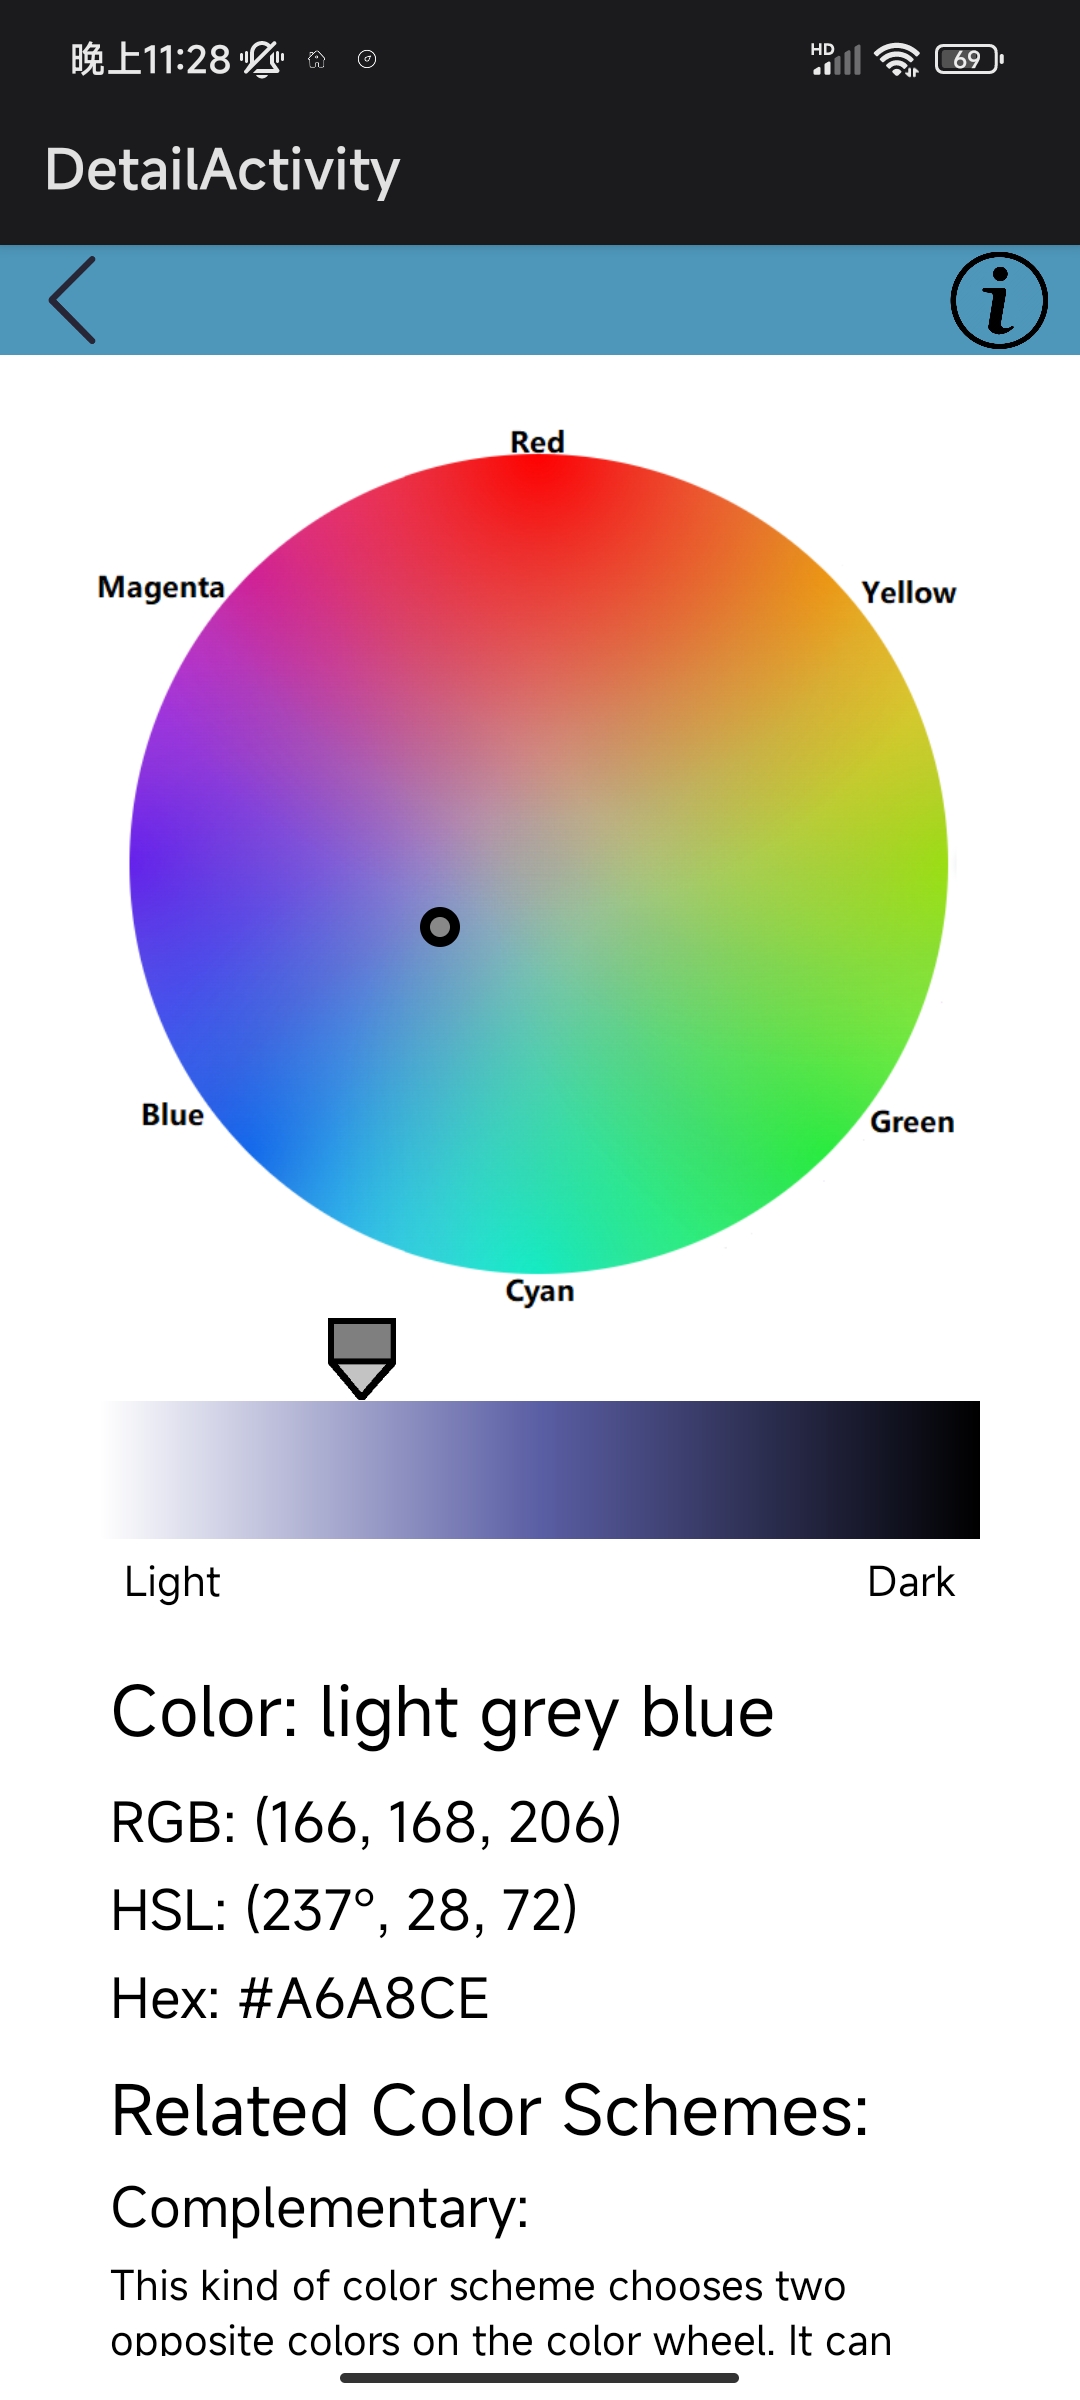 晚上11:28
HD
69
DetailActivity
Red
Magenta
Yellow
Blue
Green
Cyan
Light
Dark
Color: light grey blue
RGB: (166, 168, 206)
HSL: (237°, 28, 72)
Hex: #A6A8CE
Related Color Schemes:
Complementary:
This kind of color scheme chooses two
opposite colors on the color wheel. It can